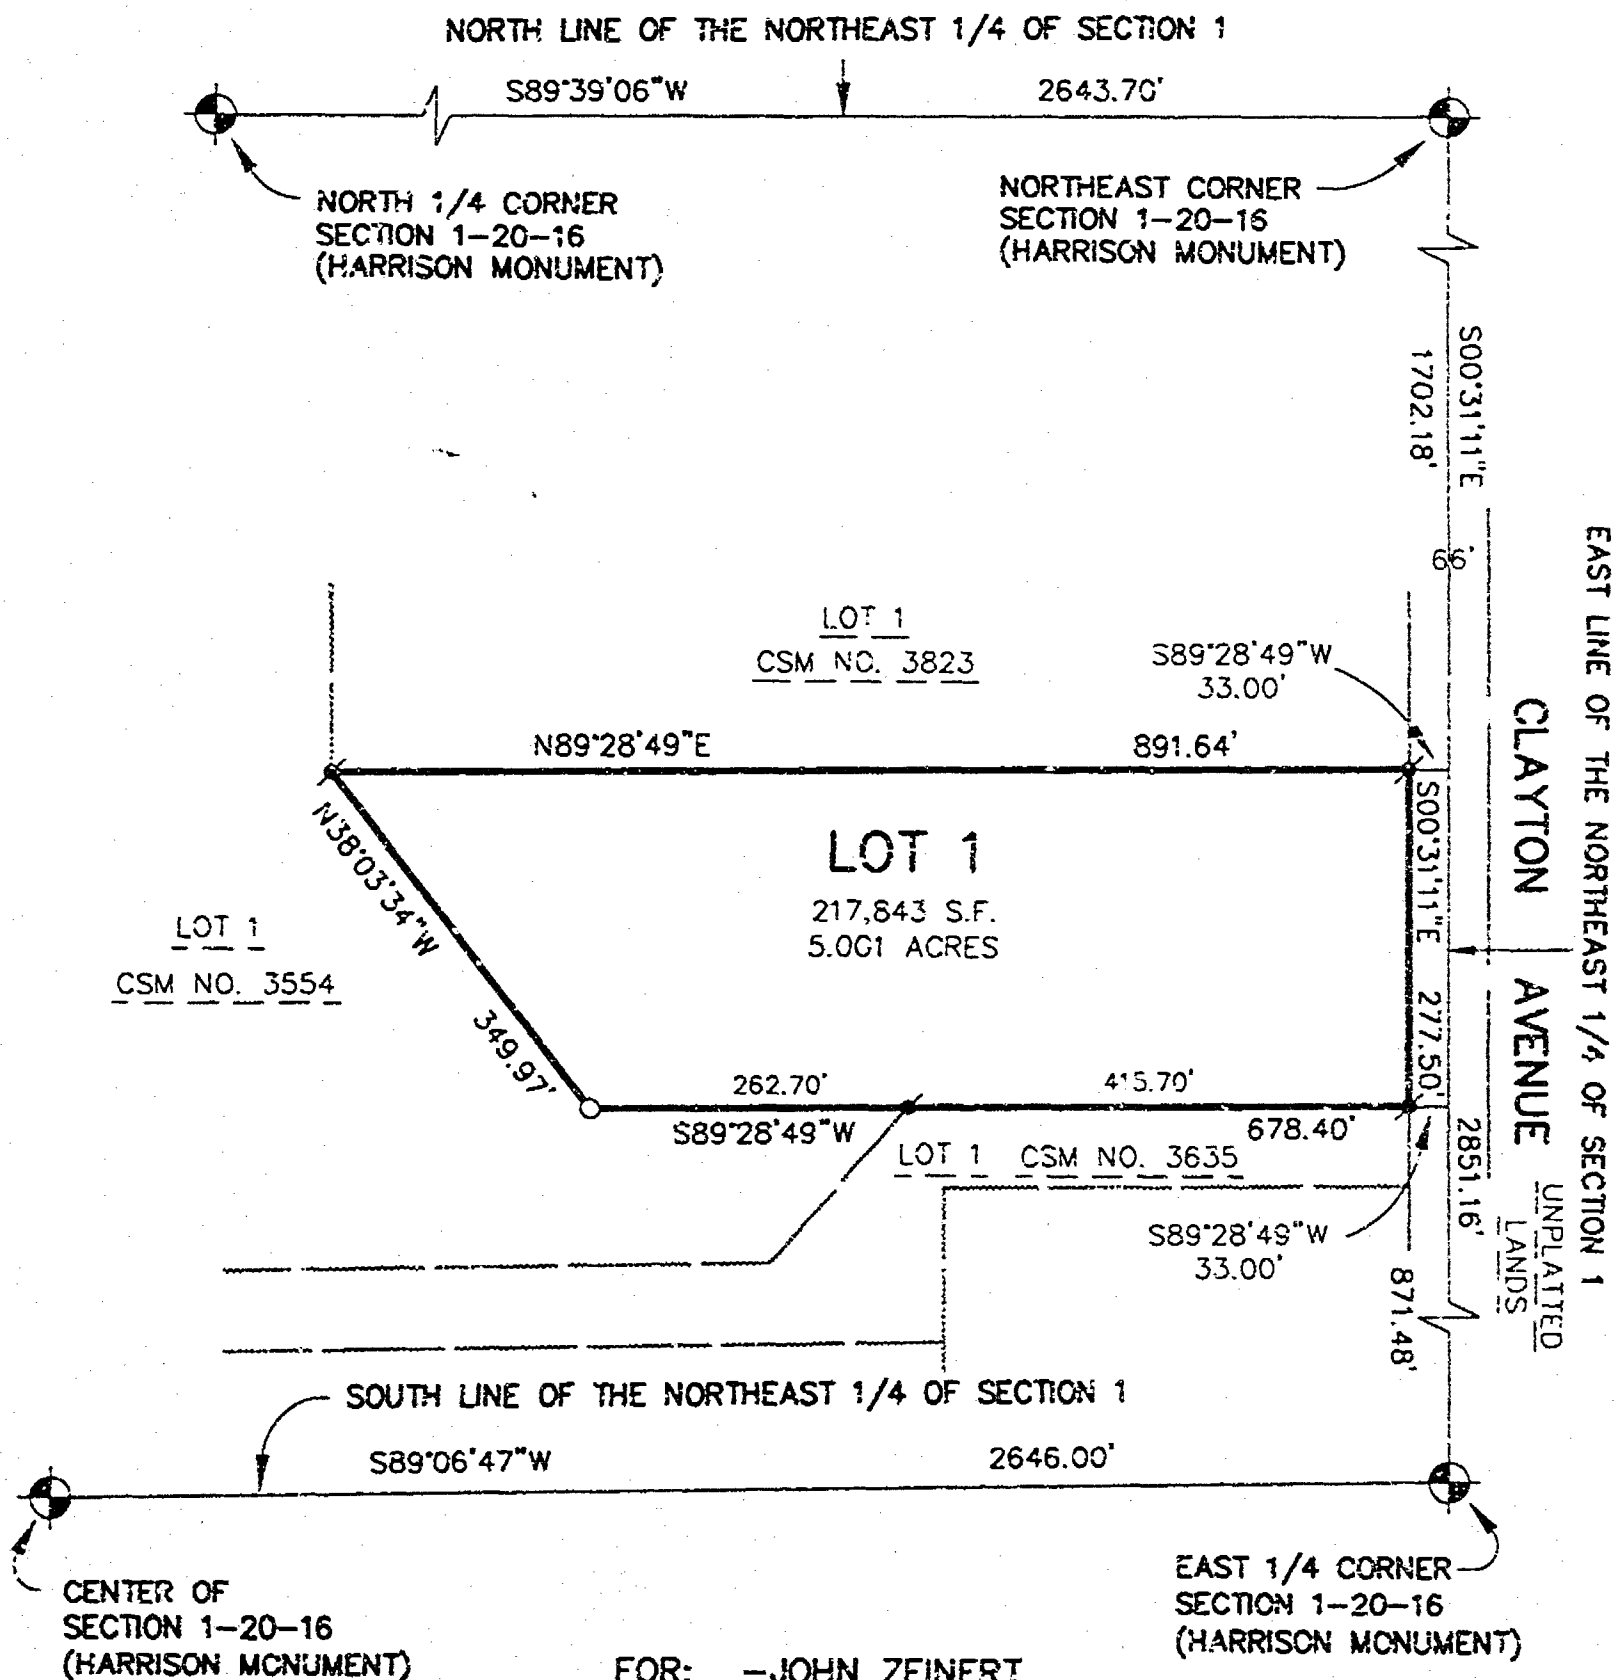 NORTH LINE OF THE NORTHEAST 1/4 OF SECTION 1
S89°39'06"W 2643.70'
NORTH 1/4 CORNER
SECTION 1-20-16
(HARRISON MONUMENT)
NORTHEAST CORNER
SECTION 1-20-16
(HARRISON MONUMENT)
S00°31'11"E
1702.18'
66'
EAST LINE OF THE NORTHEAST 1/4 OF SECTION 1
LOT 1
CSM NO. 3823
S89°28'49"W
33.00'
N89°28'49"E 891.64'
CLAYTON AVENUE
N38°03'34"W 349.97'
LOT 1
217,843 S.F.
5.001 ACRES
S00°31'11"E 277.50'
LOT 1
CSM NO. 3554
262.70' 415.70'
S89°28'49"W 678.40'
LOT 1 CSM NO. 3635
2851.16'
UNPLATTED
LANDS
S89°28'49"W
33.00'
871.48'
SOUTH LINE OF THE NORTHEAST 1/4 OF SECTION 1
S89°06'47"W 2646.00'
CENTER OF
SECTION 1-20-16
(HARRISON MONUMENT)
EAST 1/4 CORNER
SECTION 1-20-16
(HARRISON MONUMENT)
FOR: -JOHN ZEINERT